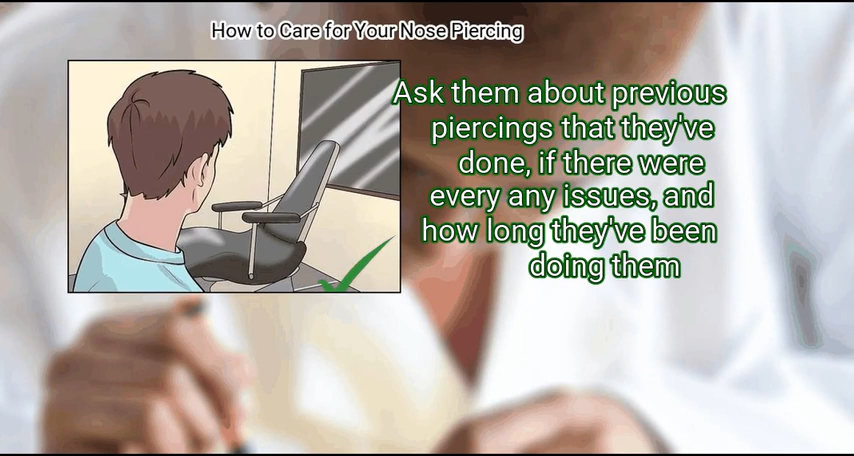 How to Care for Your Nose Piercing
Ask them about previous
piercings that they've
done, if there were
every any issues, and
how long they've been
doing them